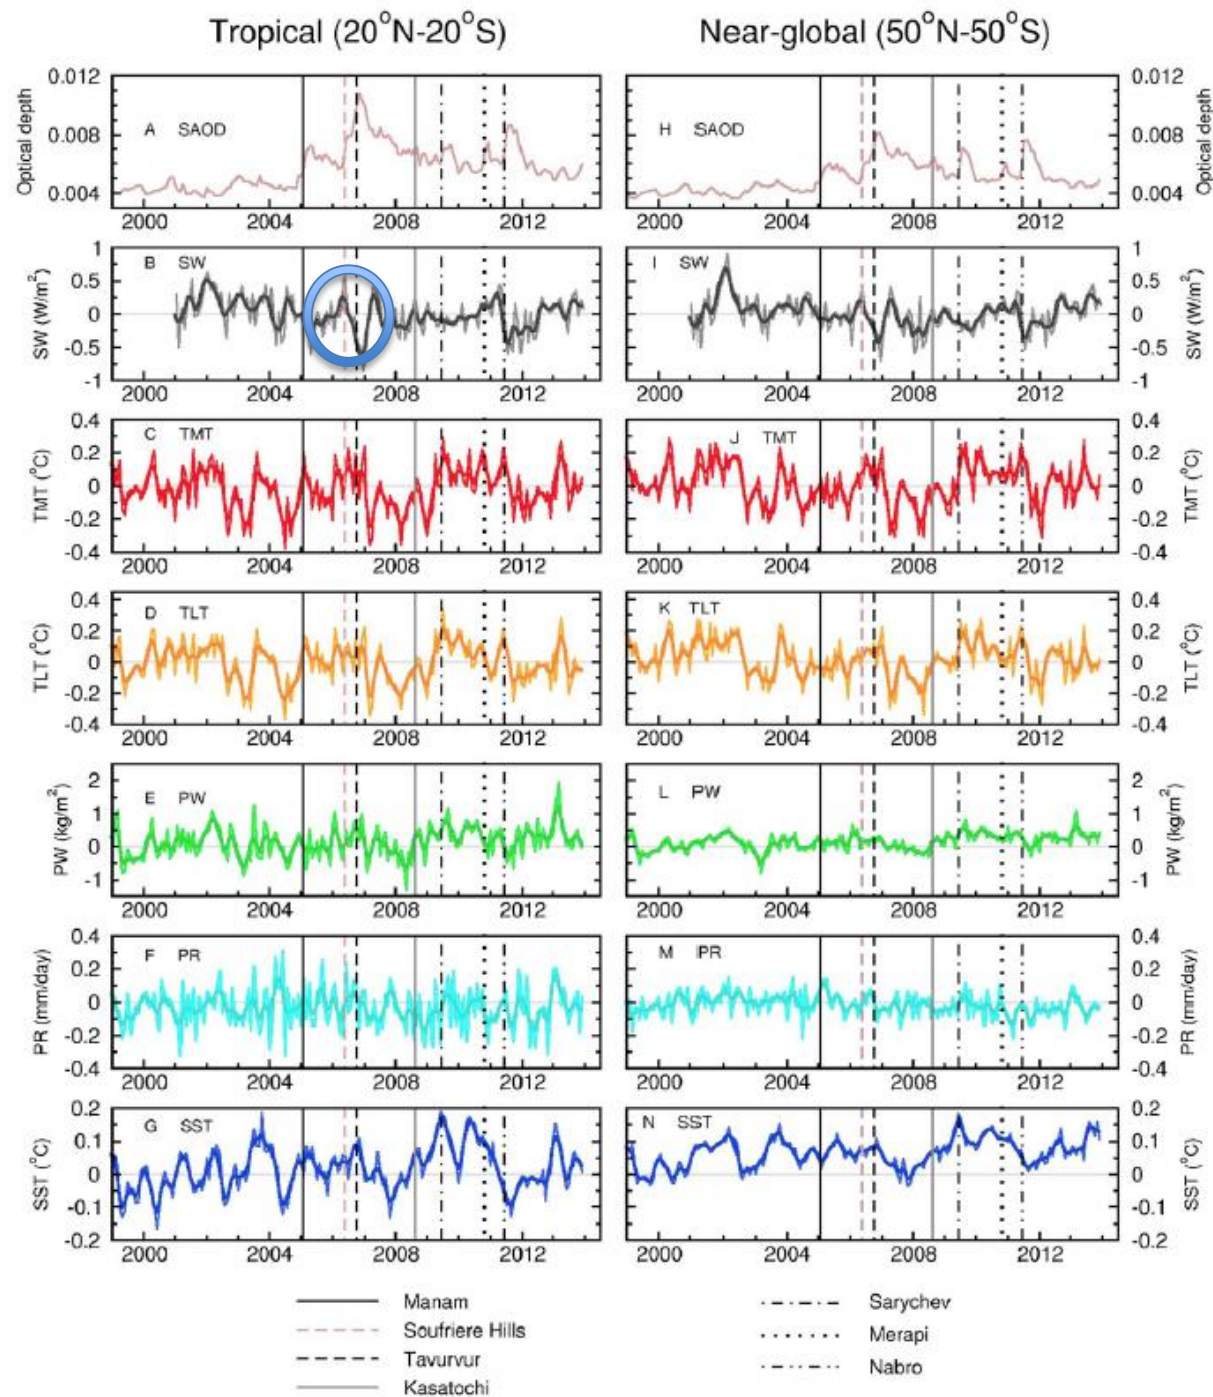 Tropical (20°N-20°S)
Near-global (50°N-50°S)
0.012
0.008
0.004
Optical depth
A SAOD
2000 2004 2008 2012
H SAOD
2000 2004 2008 2012
0.012
0.008
0.004
Optical depth
1
0.5
0
-0.5
-1
SW (W/m²)
B SW
2000 2004 2008 2012
I SW
2000 2004 2008 2012
1
0.5
0
-0.5
-1
SW (W/m²)
0.4
0.2
0
-0.2
-0.4
TMT (°C)
C TMT
2000 2004 2008 2012
J TMT
2000 2004 2008 2012
0.4
0.2
0
-0.2
-0.4
TMT (°C)
0.4
0.2
0
-0.2
-0.4
TLT (°C)
D TLT
2000 2004 2008 2012
K TLT
2000 2004 2008 2012
0.4
0.2
0
-0.2
-0.4
TLT (°C)
2
1
0
-1
PW (kg/m²)
E PW
2000 2004 2008 2012
L PW
2000 2004 2008 2012
2
1
0
-1
PW (kg/m²)
0.4
0.2
0
-0.2
-0.4
PR (mm/day)
F PR
2000 2004 2008 2012
M PR
2000 2004 2008 2012
0.4
0.2
0
-0.2
-0.4
PR (mm/day)
0.2
0.1
0
-0.1
-0.2
SST (°C)
G SST
2000 2004 2008 2012
N SST
2000 2004 2008 2012
0.2
0.1
0
-0.1
-0.2
SST (°C)
Manam
Soufriere Hills
Tavurvur
Kasatochi
Sarychev
Merapi
Nabro